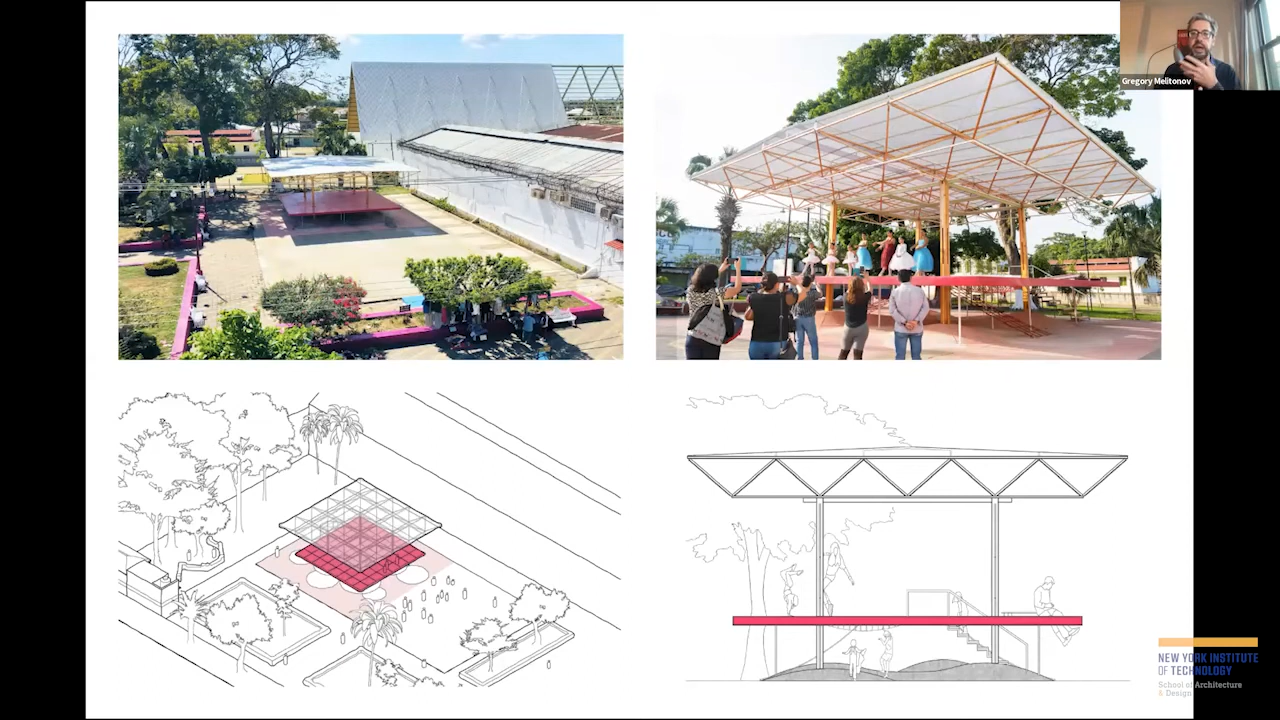 Gregory Melitonov
NEW YORK INSTITUTE
OF TECHNOLOGY
School of Architecture
& Design